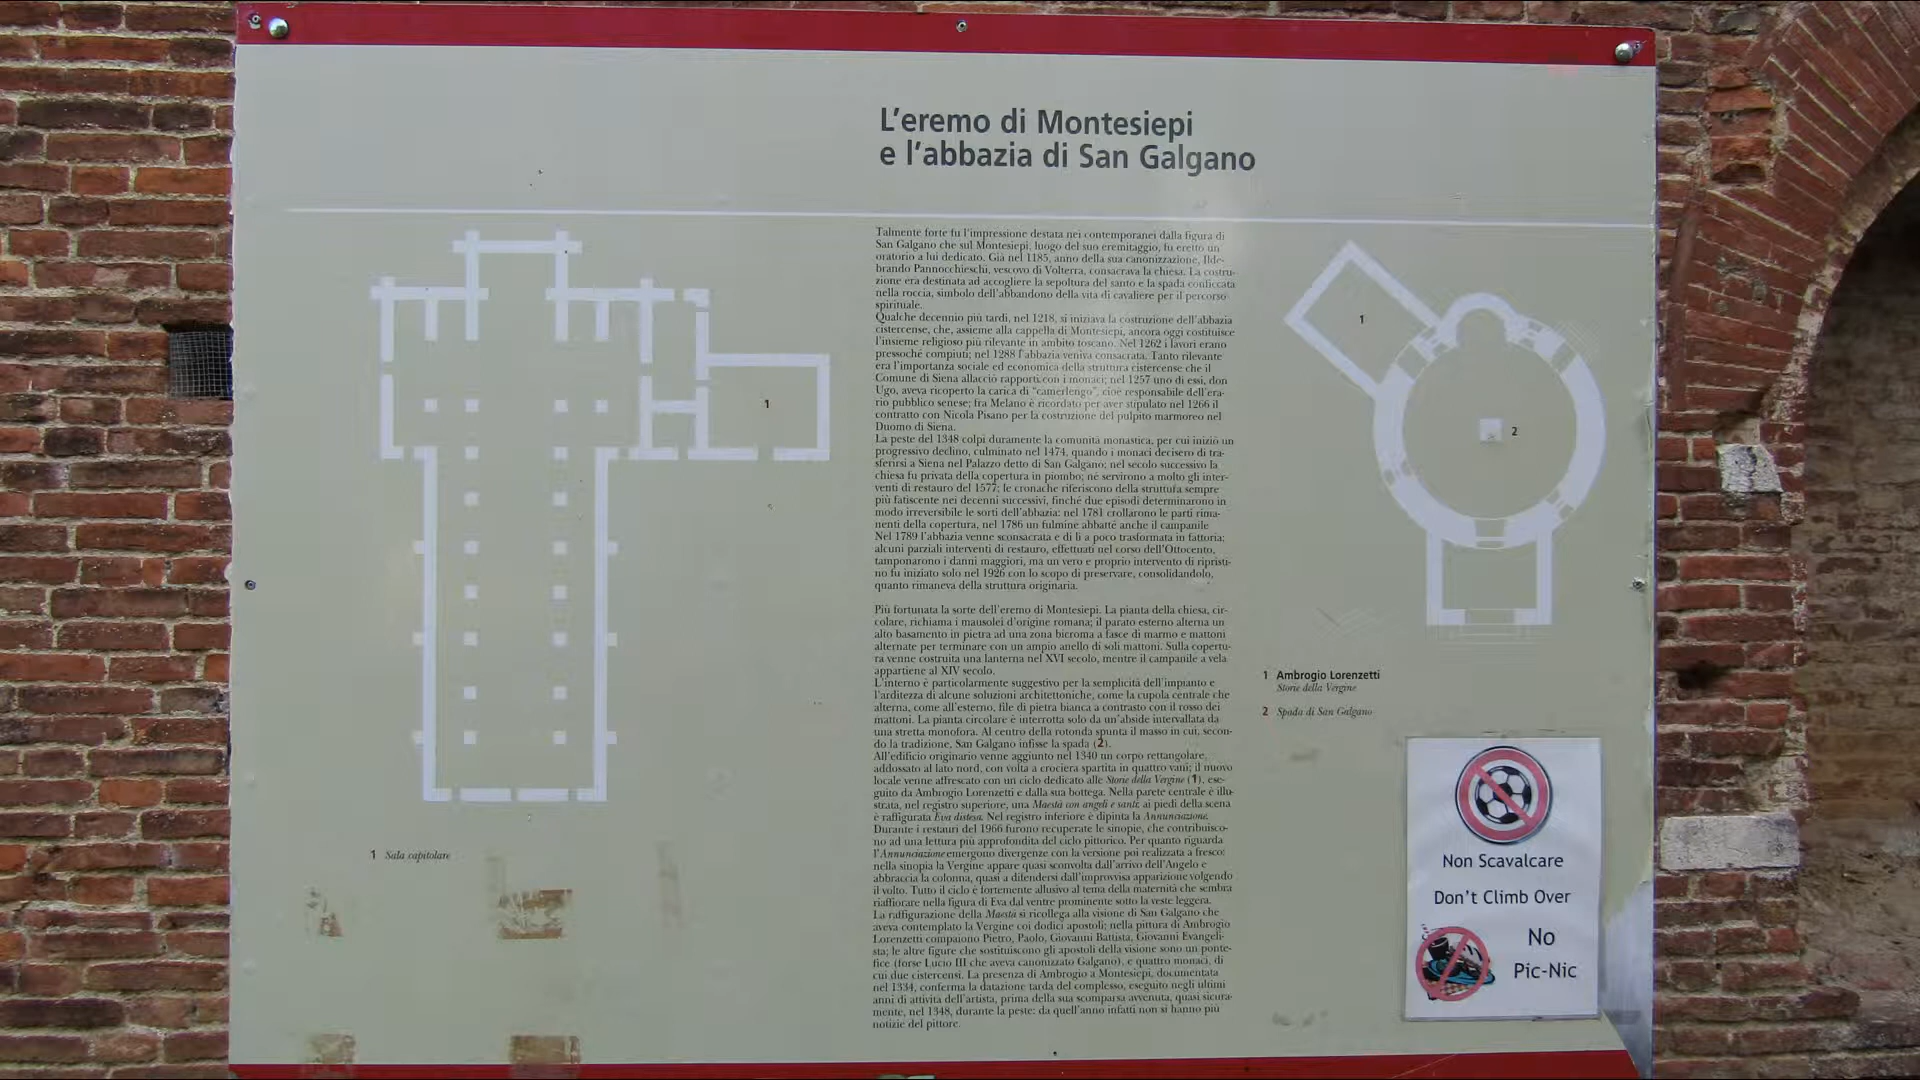 L'eremo di Montesiepi
e l'abbazia di San Galgano
Talmente forte fu l'impressione destata nei contemporanei dalla figura di
San Galgano che sul Montesiepi, luogo del suo eremitaggio, fu eretto un
oratorio a lui dedicato. Già nel 1185, anno della sua canonizzazione, Ilde-
brando Pannocchieschi, vescovo di Volterra, consacrava la chiesa. La costru-
zione era destinata ad accogliere la sepoltura del santo e la spada conficcata
nella roccia, simbolo dell'abbandono della vita di cavaliere per il percorso
spirituale.
Qualche decennio più tardi, nel 1218, si iniziava la costruzione dell'abbazia
cistercense, che, assieme alla cappella di Montesiepi, ancora oggi costituisce
l'insieme religioso più rilevante in ambito toscano. Nel 1262 i lavori erano
pressoché compiuti; nel 1288 l'abbazia veniva consacrata. Tanto rilevante
era l'importanza sociale ed economica della struttura cistercense che il
Comune di Siena allacciò rapporti con i monaci; nel 1257 uno di essi, don
Ugo, aveva ricoperto la carica di "camerlengo", cioè responsabile dell'era-
rio pubblico senese; fra Melano è ricordato per aver stipulato nel 1266 il
contratto con Nicola Pisano per la costruzione del pulpito marmoreo nel
Duomo di Siena.
La peste del 1348 colpì duramente la comunità monastica, per cui iniziò un
progressivo declino, culminato nel 1474, quando i monaci decisero di tra-
sferirsi a Siena nel Palazzo detto di San Galgano; nel secolo successivo la
chiesa fu privata della copertura in piombo; né servirono a molto gli inter-
venti di restauro del 1577; le cronache riferiscono della struttura sempre
più fatiscente nei decenni successivi, finché due episodi determinarono in
modo irreversibile le sorti dell'abbazia: nel 1781 crollarono le parti rima-
nenti della copertura, nel 1786 un fulmine abbatté anche il campanile
Nel 1789 l'abbazia venne sconsacrata e di lì a poco trasformata in fattoria;
alcuni parziali interventi di restauro, effettuati nel corso dell'Ottocento,
tamponarono i danni maggiori, ma un vero e proprio intervento di ripristi-
no fu iniziato solo nel 1926 con lo scopo di preservare, consolidandolo,
quanto rimaneva della struttura originaria.
Più fortunata la sorte dell'eremo di Montesiepi. La pianta della chiesa, cir-
colare, richiama i mausolei d'origine romana; il parato esterno alterna un
alto basamento in pietra ad una zona bicroma a fasce di marmo e mattoni
alternate per terminare con un ampio anello di soli mattoni. Sulla copertu-
ra venne costruita una lanterna nel XVI secolo, mentre il campanile a vela
appartiene al XIV secolo.
L'interno è particolarmente suggestivo per la semplicità dell'impianto e
l'arditezza di alcune soluzioni architettoniche, come la cupola centrale che
alterna, come all'esterno, file di pietra bianca a contrasto con il rosso dei
mattoni. La pianta circolare è interrotta solo da un'abside intervallata da
una stretta monofora. Al centro della rotonda spunta il masso in cui, secon-
do la tradizione, San Galgano infisse la spada (2).
All'edificio originario venne aggiunto nel 1340 un corpo rettangolare,
addossato al lato nord, con volta a crociera spartita in quattro vani; il nuovo
locale venne affrescato con un ciclo dedicato alle Storie della Vergine (1), ese-
guito da Ambrogio Lorenzetti e dalla sua bottega. Nella parete centrale è illu-
strata, nel registro superiore, una Maestà con angeli e santi: ai piedi della scena
è raffigurata Eva distesa. Nel registro inferiore è dipinta la Annunciazione.
Durante i restauri del 1966 furono recuperate le sinopie, che contribuisco-
no ad una lettura più approfondita del ciclo pittorico. Per quanto riguarda
l'Annunciazione emergono divergenze con la versione poi realizzata a fresco:
nella sinopia la Vergine appare quasi sconvolta dall'arrivo dell'Angelo e
abbraccia la colonna, quasi a difendersi dall'improvvisa apparizione volgendo
il volto. Tutto il ciclo è fortemente allusivo al tema della maternità che sembra
riaffiorare nella figura di Eva dal ventre prominente sotto la veste leggera.
La raffigurazione della Maestà si ricollega alla visione di San Galgano che
aveva contemplato la Vergine coi dodici apostoli; nella pittura di Ambrogio
Lorenzetti compaiono Pietro, Paolo, Giovanni Battista, Giovanni Evangeli-
sta; le altre figure che sostituiscono gli apostoli della visione sono un ponte-
fice (forse Lucio III che aveva canonizzato Galgano), e quattro monaci, di
cui due cistercensi. La presenza di Ambrogio a Montesiepi, documentata
nel 1334, conferma la datazione tarda del complesso, eseguito negli ultimi
anni di attività dell'artista, prima della sua scomparsa avvenuta, quasi sicura-
mente, nel 1348, durante la peste: da quell'anno infatti non si hanno più
notizie del pittore.
1
1 Sala capitolare
1
2
1 Ambrogio Lorenzetti
Storie della Vergine
2 Spada di San Galgano
Non Scavalcare
Don't Climb Over
No
Pic-Nic